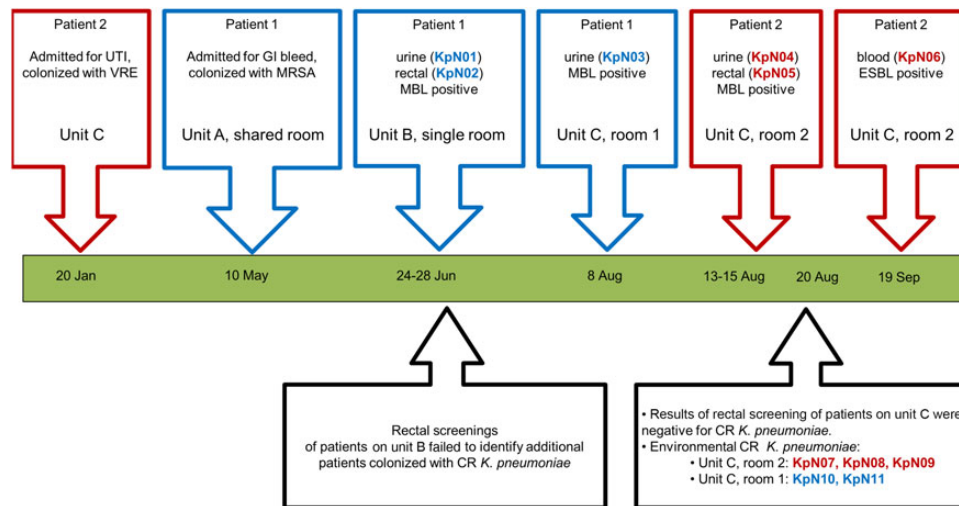 Patient 2
Admitted for UTI,
colonized with VRE
Unit C
Patient 1
Admitted for GI bleed,
colonized with MRSA
Unit A, shared room
Patient 1
urine (KpN01)
rectal (KpN02)
MBL positive
Unit B, single room
Patient 1
urine (KpN03)
MBL positive
Unit C, room 1
Patient 2
urine (KpN04)
rectal (KpN05)
MBL positive
Unit C, room 2
Patient 2
blood (KpN06)
ESBL positive
Unit C, room 2
20 Jan
10 May
24-28 Jun
8 Aug
13-15 Aug
20 Aug
19 Sep
Rectal screenings
of patients on unit B failed to identify additional
patients colonized with CR K. pneumoniae
• Results of rectal screening of patients on unit C were
negative for CR K. pneumoniae.
• Environmental CR K. pneumoniae:
• Unit C, room 2: KpN07, KpN08, KpN09
• Unit C, room 1: KpN10, KpN11